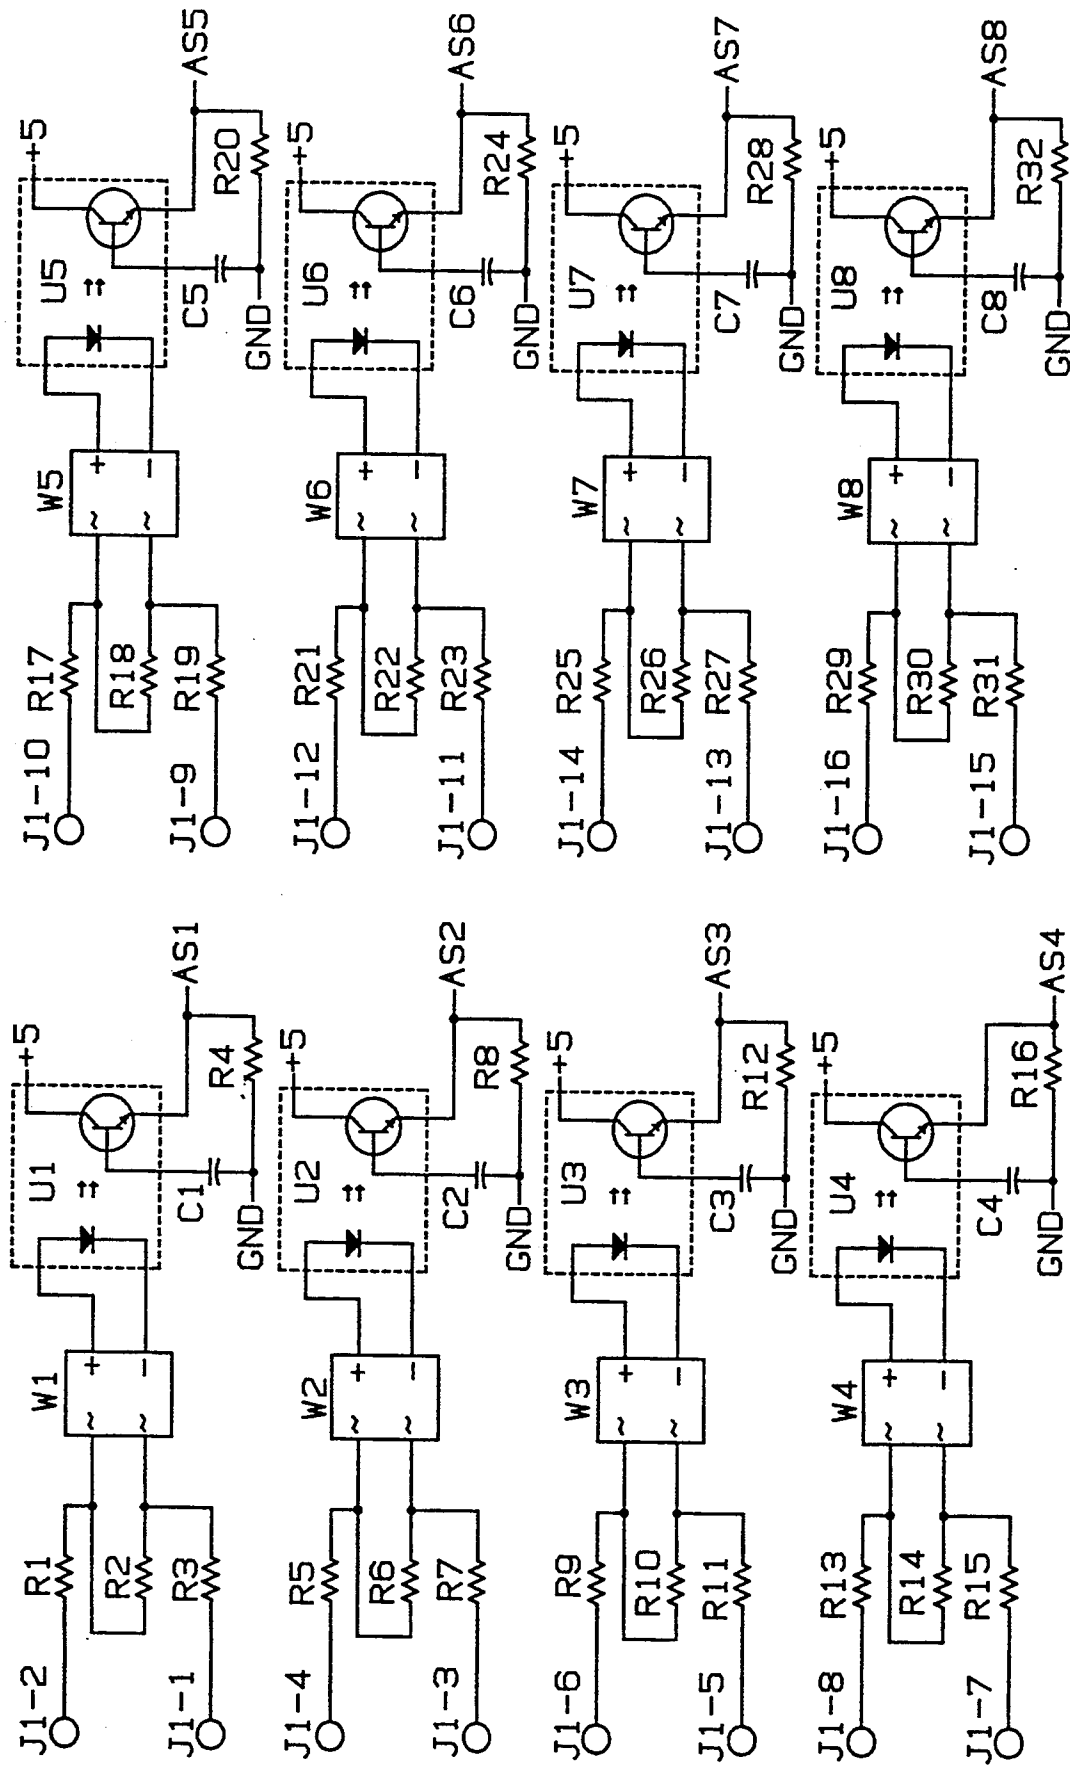 J1-2
R1
R2
J1-1
R3
W1
~
+
~
−
U1
+5
C1
GND
R4
AS1
J1-4
R5
R6
J1-3
R7
W2
~
+
~
−
U2
+5
C2
GND
R8
AS2
J1-6
R9
R10
J1-5
R11
W3
~
+
~
−
U3
+5
C3
GND
R12
AS3
J1-8
R13
R14
J1-7
R15
W4
~
+
~
−
U4
+5
C4
GND
R16
AS4
J1-10
R17
R18
J1-9
R19
W5
~
+
~
−
U5
+5
C5
GND
R20
AS5
J1-12
R21
R22
J1-11
R23
W6
~
+
~
−
U6
+5
C6
GND
R24
AS6
J1-14
R25
R26
J1-13
R27
W7
~
+
~
−
U7
+5
C7
GND
R28
AS7
J1-16
R29
R30
J1-15
R31
W8
~
+
~
−
U8
+5
C8
GND
R32
AS8